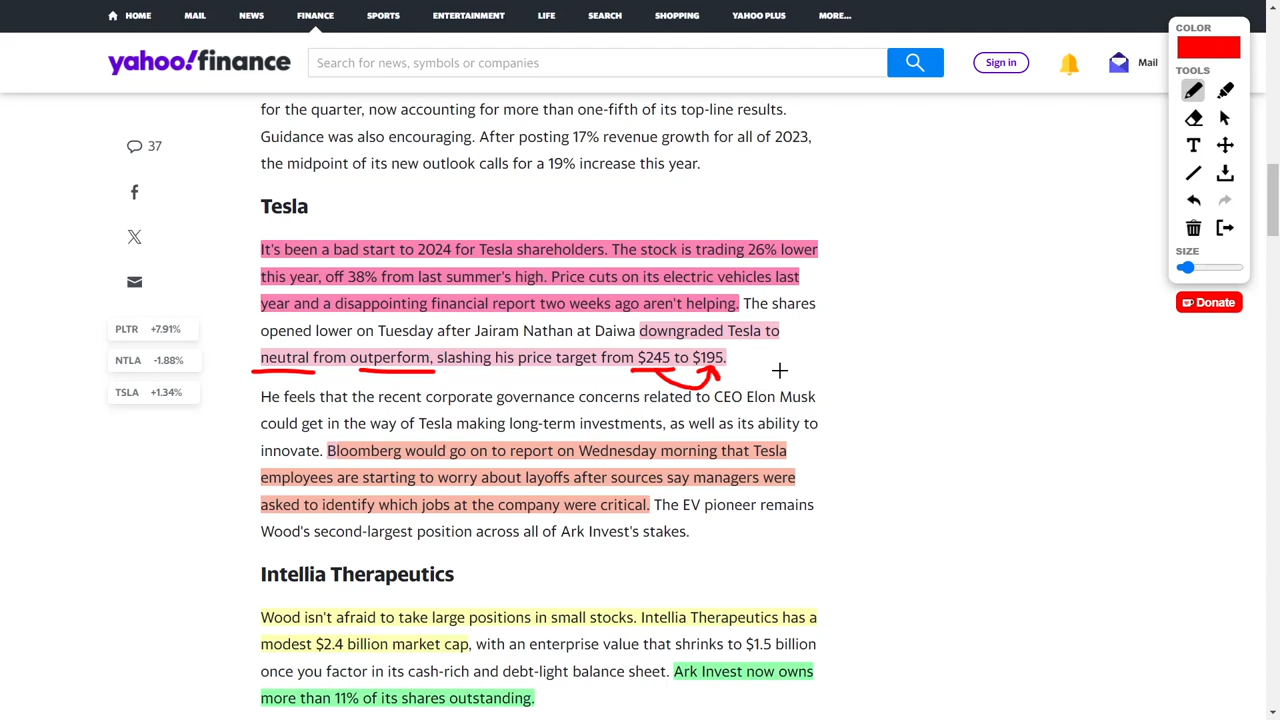 HOME MAIL NEWS FINANCE SPORTS ENTERTAINMENT LIFE SEARCH SHOPPING YAHOO PLUS MORE...
yahoo!finance
Search for news, symbols or companies
Sign in
Mail
COLOR
TOOLS
SIZE
Donate
37
PLTR +7.91%
NTLA -1.88%
TSLA +1.34%
for the quarter, now accounting for more than one-fifth of its top-line results.
Guidance was also encouraging. After posting 17% revenue growth for all of 2023,
the midpoint of its new outlook calls for a 19% increase this year.
Tesla
It's been a bad start to 2024 for Tesla shareholders. The stock is trading 26% lower
this year, off 38% from last summer's high. Price cuts on its electric vehicles last
year and a disappointing financial report two weeks ago aren't helping. The shares
opened lower on Tuesday after Jairam Nathan at Daiwa downgraded Tesla to
neutral from outperform, slashing his price target from $245 to $195.
He feels that the recent corporate governance concerns related to CEO Elon Musk
could get in the way of Tesla making long-term investments, as well as its ability to
innovate. Bloomberg would go on to report on Wednesday morning that Tesla
employees are starting to worry about layoffs after sources say managers were
asked to identify which jobs at the company were critical. The EV pioneer remains
Wood's second-largest position across all of Ark Invest's stakes.
Intellia Therapeutics
Wood isn't afraid to take large positions in small stocks. Intellia Therapeutics has a
modest $2.4 billion market cap, with an enterprise value that shrinks to $1.5 billion
once you factor in its cash-rich and debt-light balance sheet. Ark Invest now owns
more than 11% of its shares outstanding.